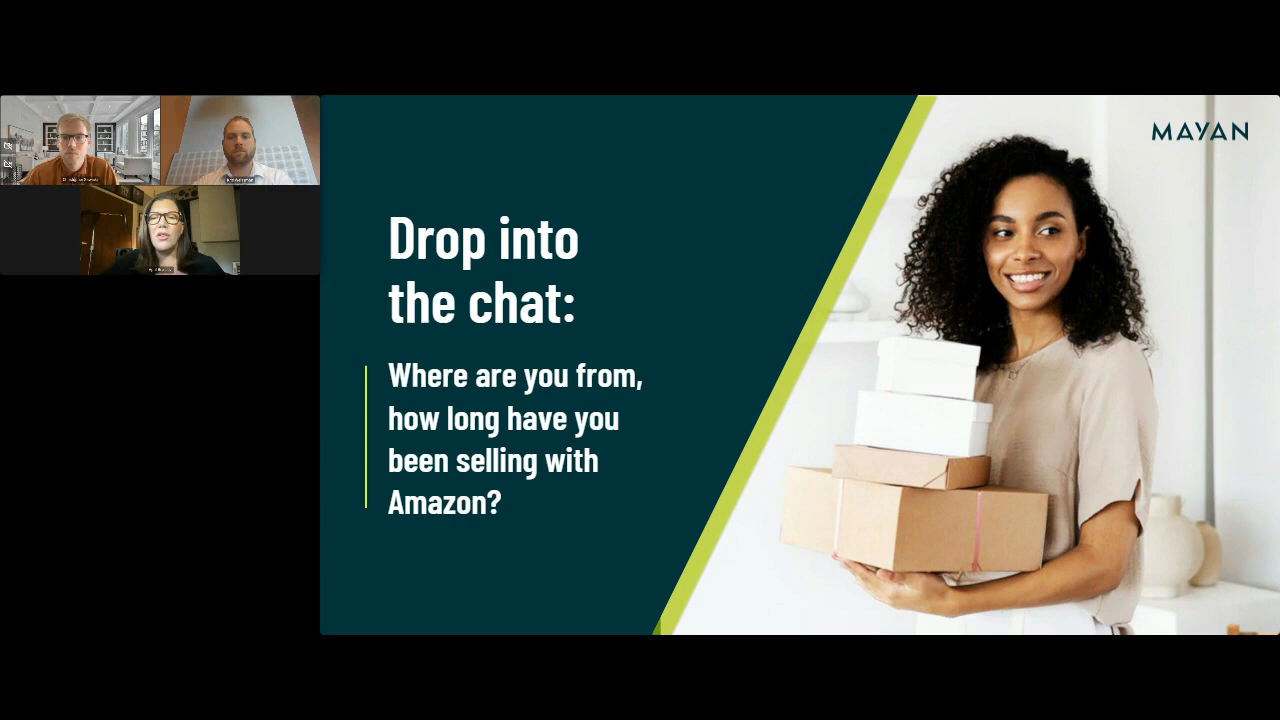 MAYAN
Drop into
the chat:
Where are you from,
how long have you
been selling with
Amazon?